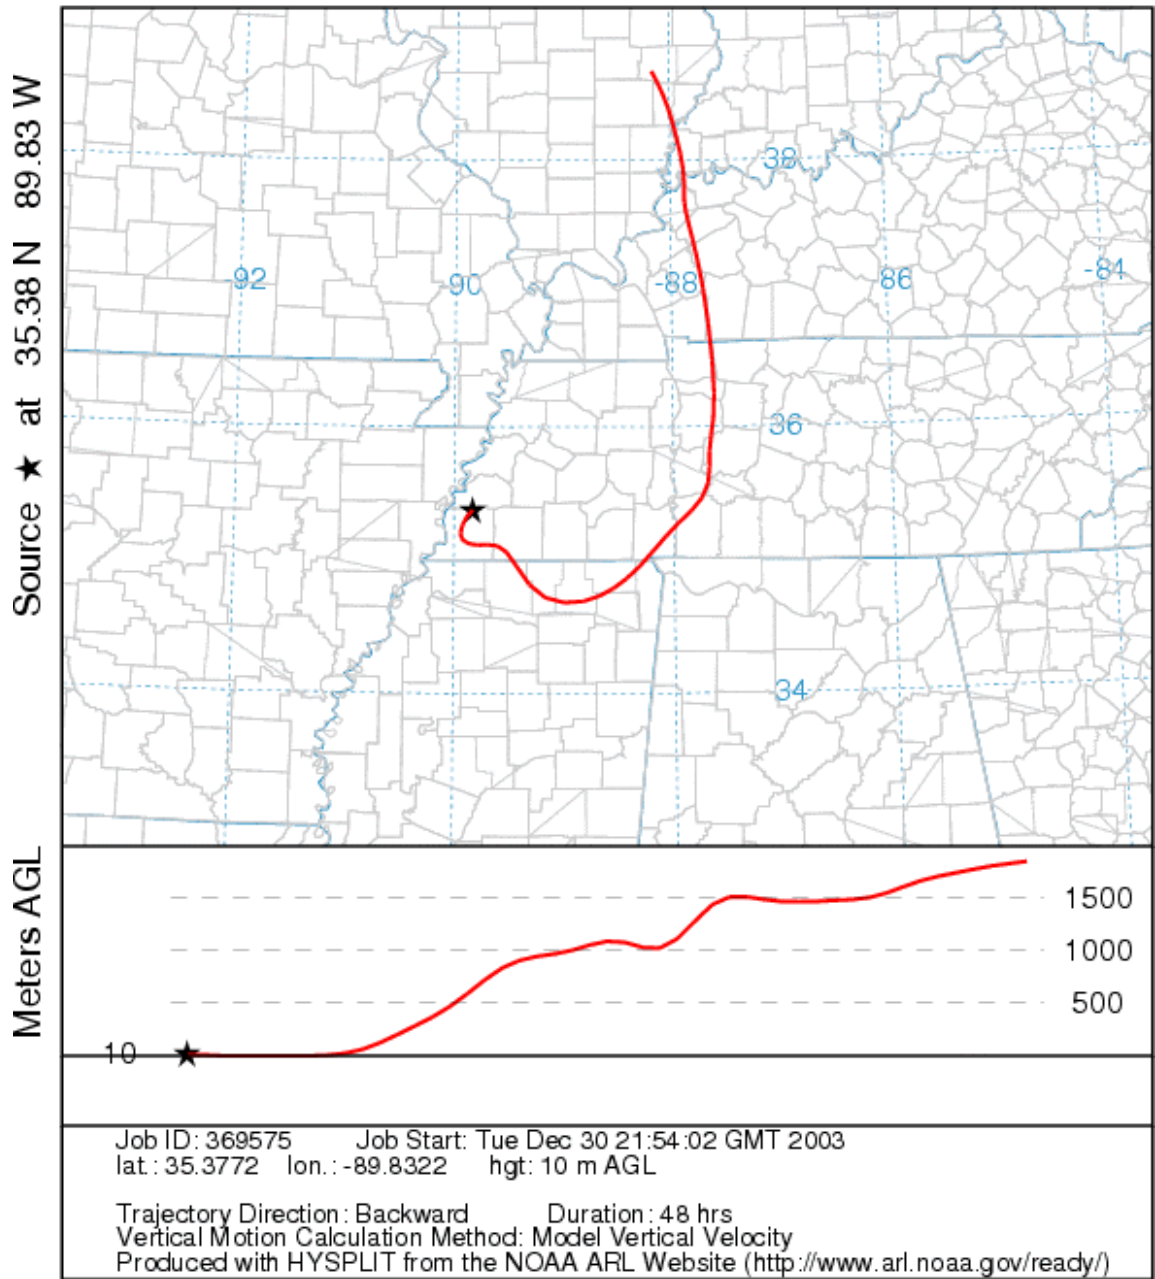 Source ★ at 35.38 N 89.83 W
38
-92
-90
-88
86
-84
36
34
Meters AGL
1500
1000
500
10
Job ID: 369575 Job Start: Tue Dec 30 21:54:02 GMT 2003
lat.: 35.3772 lon.: -89.8322 hgt: 10 m AGL
Trajectory Direction: Backward Duration: 48 hrs
Vertical Motion Calculation Method: Model Vertical Velocity
Produced with HYSPLIT from the NOAA ARL Website (http://www.arl.noaa.gov/ready/)